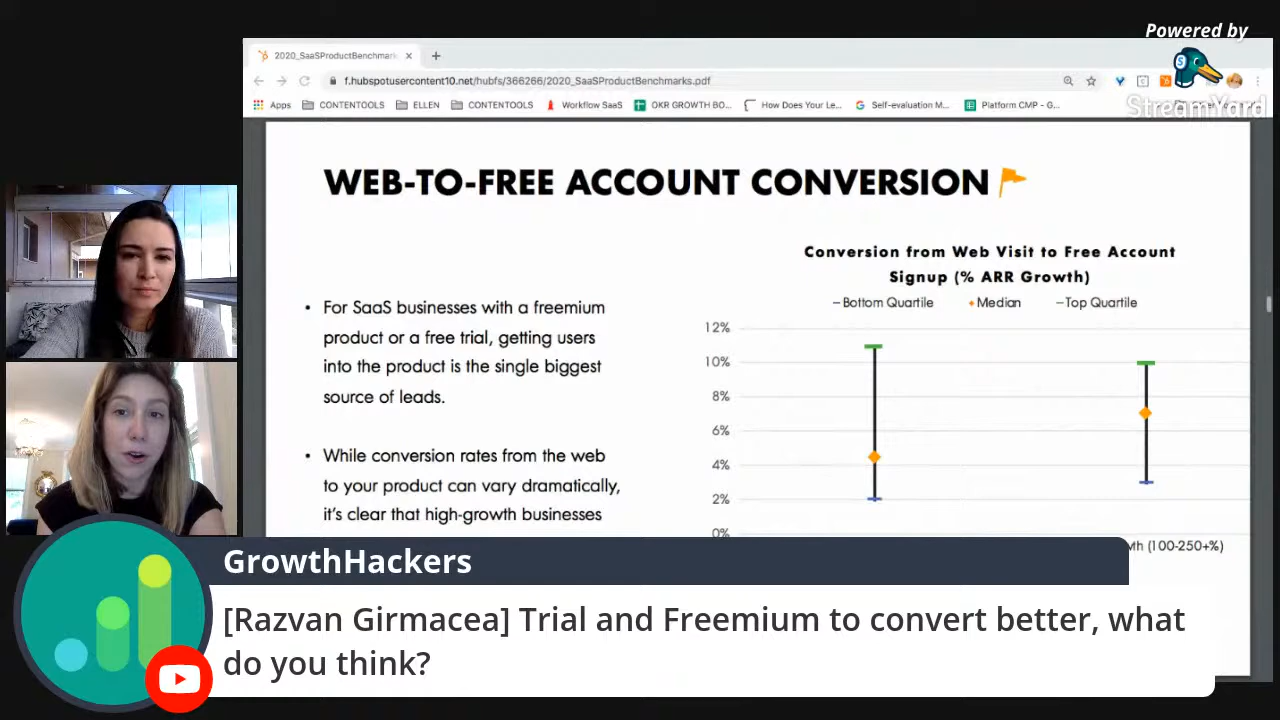 Powered by
StreamYard
2020_SaaSProductBenchmar
f.hubspotusercontent10.net/hubfs/366266/2020_SaaSProductBenchmarks.pdf
Apps CONTENTOOLS ELLEN CONTENTOOLS Workflow SaaS OKR GROWTH BO... How Does Your Le... Self-evaluation M... Platform CMP - G...
WEB-TO-FREE ACCOUNT CONVERSION
• For SaaS businesses with a freemium
product or a free trial, getting users
into the product is the single biggest
source of leads.
• While conversion rates from the web
to your product can vary dramatically,
it's clear that high-growth businesses
Conversion from Web Visit to Free Account
Signup (% ARR Growth)
Bottom Quartile Median Top Quartile
12%
10%
8%
6%
4%
2%
0%
(100-250+%)
GrowthHackers
[Razvan Girmacea] Trial and Freemium to convert better, what
do you think?